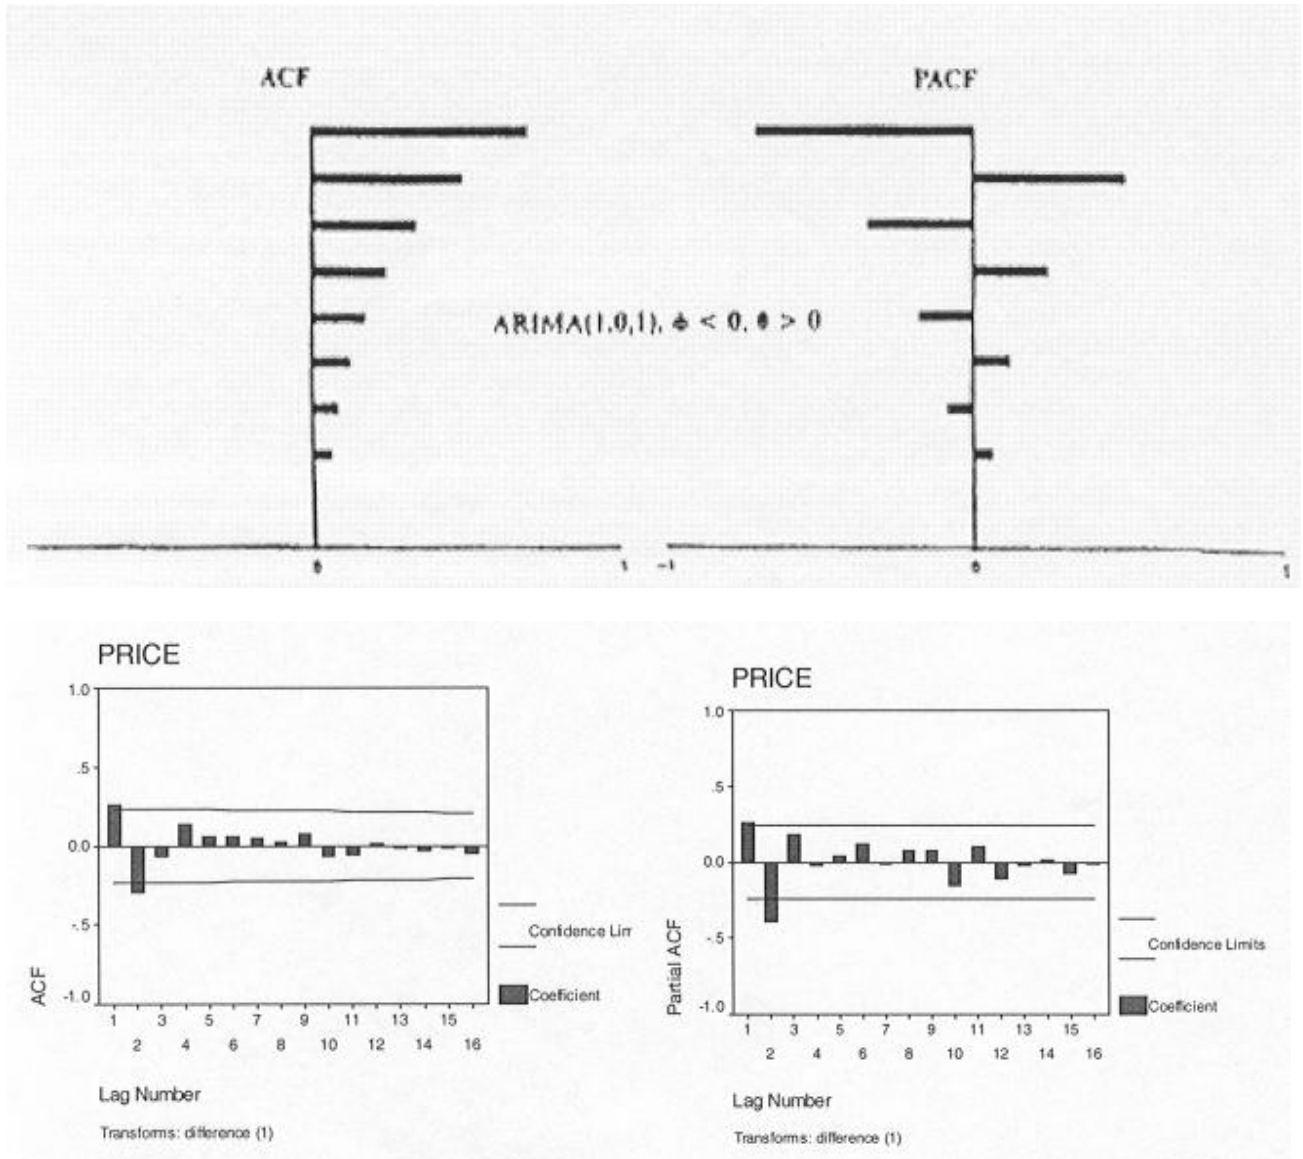 ACF
PACF
ARIMA(1,0,1), ϕ < 0, θ > 0
0
1
-1
0
1
PRICE
1.0
.5
0.0
-.5
-1.0
ACF
1 3 5 7 9 11 13 15
2 4 6 8 10 12 14 16
Confidence Lim
Coefficient
Lag Number
Transforms: difference (1)
PRICE
1.0
.5
0.0
-.5
-1.0
Partial ACF
1 3 5 7 9 11 13 15
2 4 6 8 10 12 14 16
Confidence Limits
Coefficient
Lag Number
Transforms: difference (1)